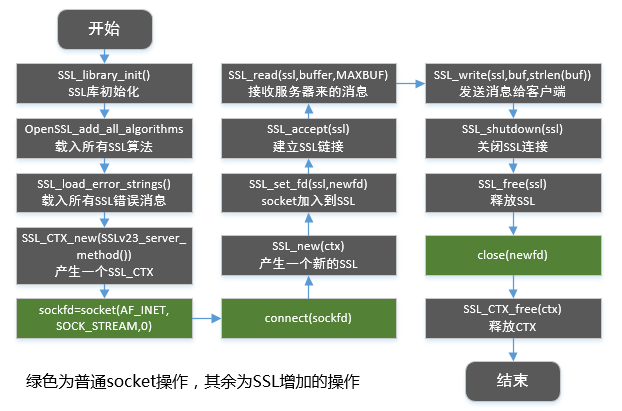 开始
SSL_library_init()
SSL库初始化
OpenSSL_add_all_algorithms
载入所有SSL算法
SSL_load_error_strings()
载入所有SSL错误消息
SSL_CTX_new(SSLv23_server_
method())
产生一个SSL_CTX
sockfd=socket(AF_INET,
SOCK_STREAM,0)
connect(sockfd)
SSL_new(ctx)
产生一个新的SSL
SSL_set_fd(ssl,newfd)
socket加入到SSL
SSL_accept(ssl)
建立SSL链接
SSL_read(ssl,buffer,MAXBUF)
接收服务器来的消息
SSL_write(ssl,buf,strlen(buf))
发送消息给客户端
SSL_shutdown(ssl)
关闭SSL连接
SSL_free(ssl)
释放SSL
close(newfd)
SSL_CTX_free(ctx)
释放CTX
结束
绿色为普通socket操作，其余为SSL增加的操作